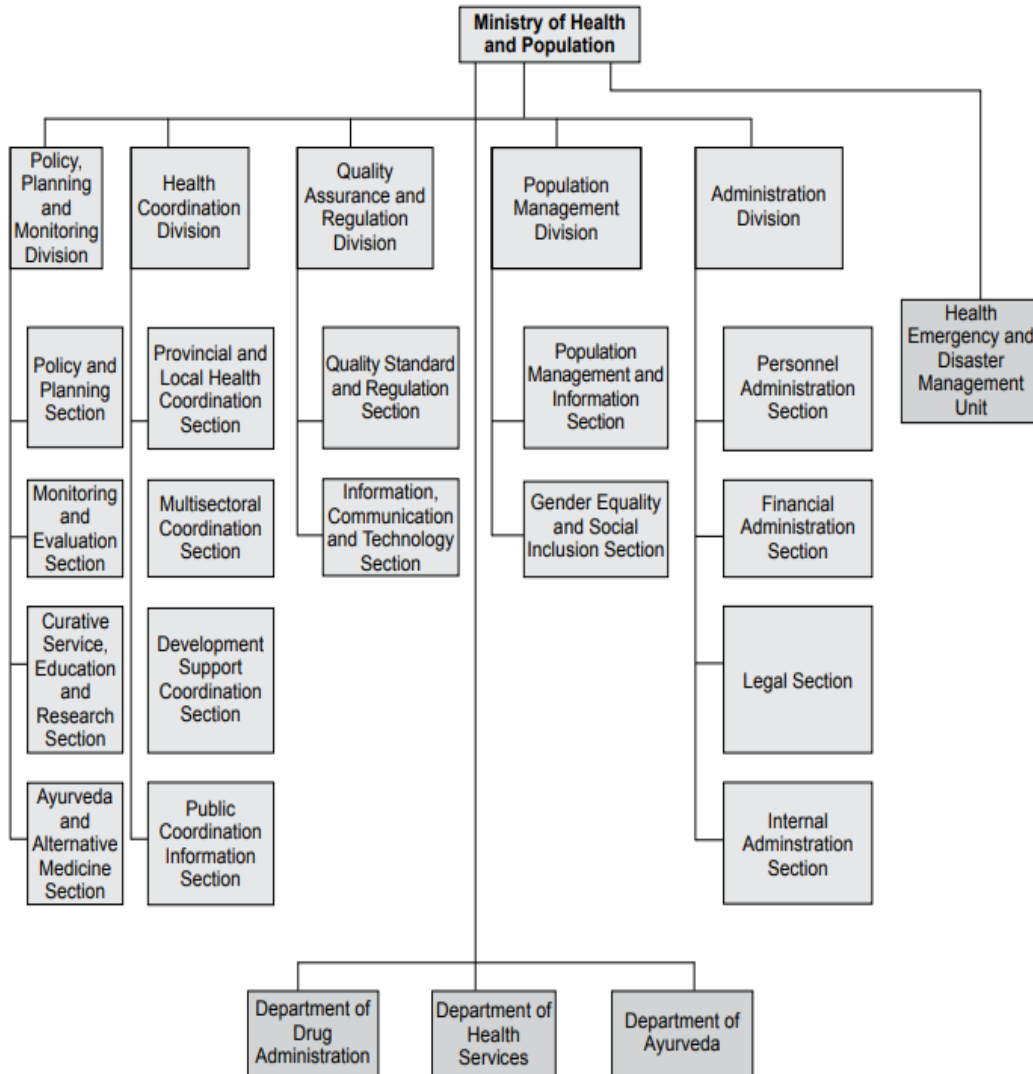 Ministry of Health
and Population
Policy,
Planning
and
Monitoring
Division
Health
Coordination
Division
Quality
Assurance and
Regulation
Division
Population
Management
Division
Administration
Division
Health
Emergency and
Disaster
Management
Unit
Policy and
Planning
Section
Provincial and
Local Health
Coordination
Section
Quality Standard
and Regulation
Section
Population
Management and
Information
Section
Personnel
Administration
Section
Monitoring
and
Evaluation
Section
Multisectoral
Coordination
Section
Information,
Communication
and Technology
Section
Gender Equality
and Social
Inclusion Section
Financial
Administration
Section
Curative
Service,
Education
and
Research
Section
Development
Support
Coordination
Section
Legal Section
Ayurveda
and
Alternative
Medicine
Section
Public
Coordination
Information
Section
Internal
Adminstration
Section
Department of
Drug
Administration
Department of
Health
Services
Department of
Ayurveda